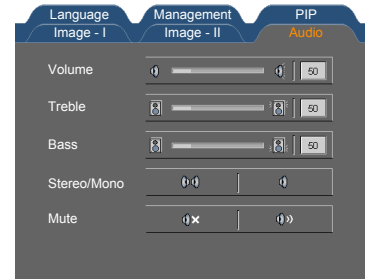 Language Management PIP
Image - I Image - II Audio
Volume 50
Treble 50
Bass 50
Stereo/Mono
Mute